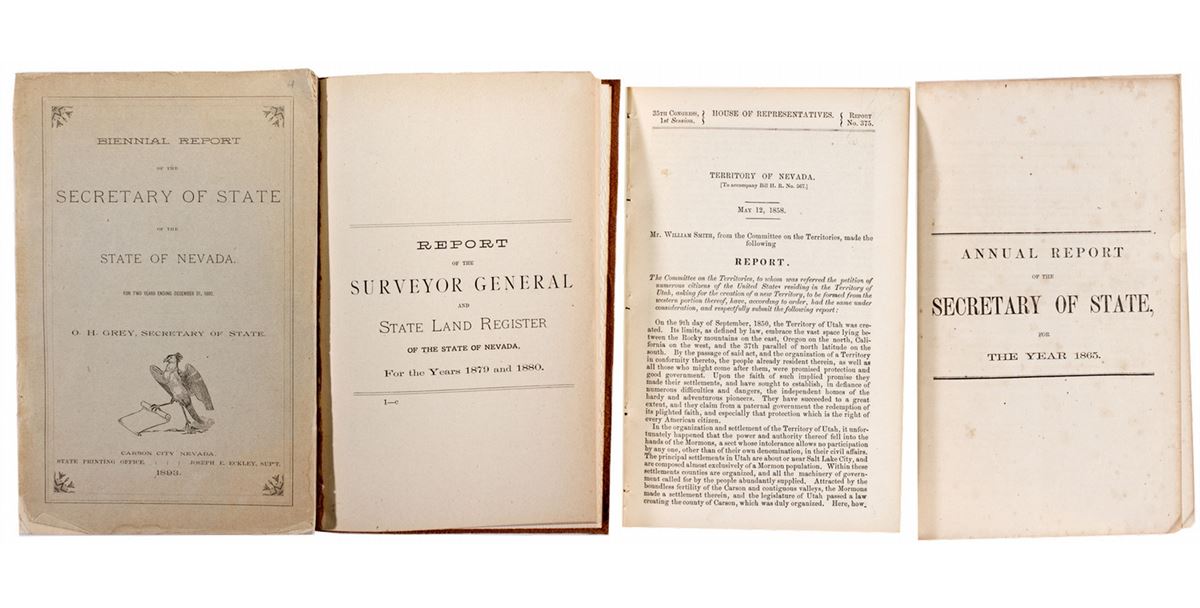 BIENNIAL REPORT
OF THE
SECRETARY OF STATE
OF THE
STATE OF NEVADA.
FOR TWO YEARS ENDING DECEMBER 31, 1892.
O. H. GREY, SECRETARY OF STATE.
CARSON CITY NEVADA.
STATE PRINTING OFFICE, : : : JOSEPH E. ECKLEY, SUPT.
1893.
REPORT
OF THE
SURVEYOR GENERAL
AND
STATE LAND REGISTER
OF THE STATE OF NEVADA,
For the Years 1879 and 1880.
1—c
35TH CONGRESS, } HOUSE OF REPRESENTATIVES. { REPORT
1st Session. } { No. 375.
TERRITORY OF NEVADA.
[To accompany Bill H. R. No. 567.]
MAY 12, 1858.
Mr. WILLIAM SMITH, from the Committee on the Territories, made the
following
REPORT.
The Committee on the Territories, to whom was referred the petition of
numerous citizens of the United States residing in the Territory of
Utah, asking for the creation of a new Territory, to be formed from the
western portion thereof, have, according to order, had the same under
consideration, and respectfully submit the following report:
On the 9th day of September, 1850, the Territory of Utah was cre-
ated. Its limits, as defined by law, embrace the vast space lying be-
tween the Rocky mountains on the east, Oregon on the north, Cali-
fornia on the west, and the 37th parallel of north latitude on the
south. By the passage of said act, and the organization of a Territory
in conformity thereto, the people already resident therein, as well as
all those who might come after them, were promised protection and
good government. Upon the faith of such implied promise they
made their settlements, and have sought to establish, in defiance of
numerous difficulties and dangers, the independent homes of the
hardy and adventurous pioneers. They have succeeded to a great
extent, and they claim from a paternal government the redemption of
its plighted faith, and especially that protection which is the right of
every American citizen.
In the organization and settlement of the Territory of Utah, it unfor-
tunately happened that the power and authority thereof fell into the
hands of the Mormons, a sect whose intolerance allows no participation
by any one, other than of their own denomination, in their civil affairs.
The principal settlements in Utah are about or near Salt Lake City, and
are composed almost exclusively of a Mormon population. Within these
settlements counties are organized, and all the machinery of govern-
ment called for by the people abundantly supplied. Attracted by the
boundless fertility of the Carson and contiguous valleys, the Mormons
made a settlement therein, and the legislature of Utah passed a law
creating the county of Carson, which was duly organized. Here, how-
ANNUAL REPORT
OF THE
SECRETARY OF STATE,
FOR
THE YEAR 1865.